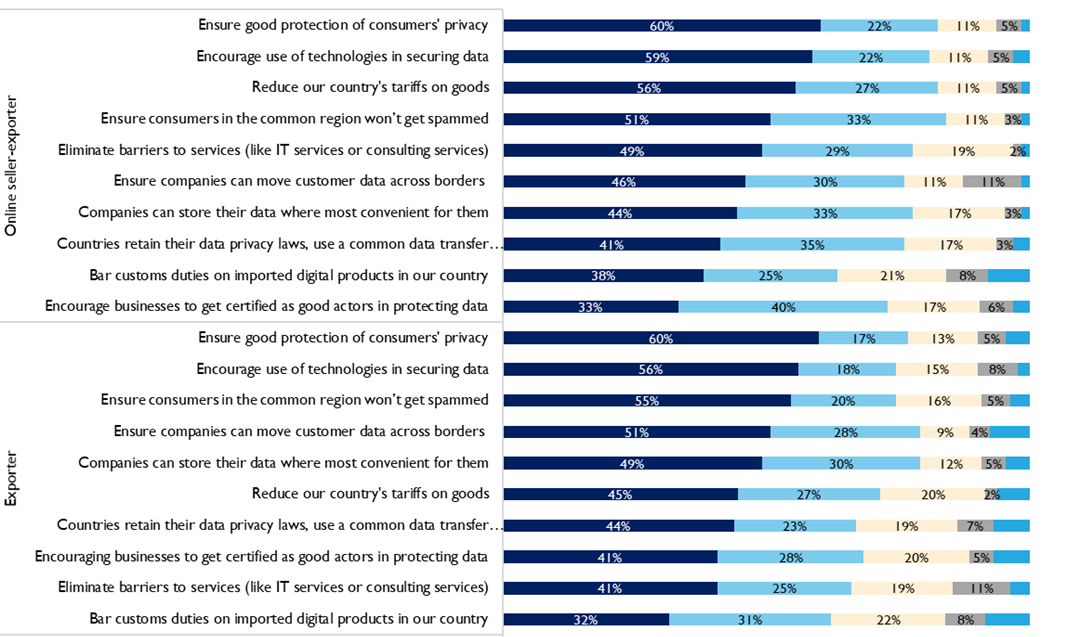 Online seller-exporter
Ensure good protection of consumers' privacy 60% 22% 11% 5%
Encourage use of technologies in securing data 59% 22% 11% 5%
Reduce our country's tariffs on goods 56% 27% 11% 5%
Ensure consumers in the common region won't get spammed 51% 33% 11% 3%
Eliminate barriers to services (like IT services or consulting services) 49% 29% 19% 2%
Ensure companies can move customer data across borders 46% 30% 11% 11%
Companies can store their data where most convenient for them 44% 33% 17% 3%
Countries retain their data privacy laws, use a common data transfer… 41% 35% 17% 3%
Bar customs duties on imported digital products in our country 38% 25% 21% 8%
Encourage businesses to get certified as good actors in protecting data 33% 40% 17% 6%
Exporter
Ensure good protection of consumers' privacy 60% 17% 13% 5%
Encourage use of technologies in securing data 56% 18% 15% 8%
Ensure consumers in the common region won't get spammed 55% 20% 16% 5%
Ensure companies can move customer data across borders 51% 28% 9% 4%
Companies can store their data where most convenient for them 49% 30% 12% 5%
Reduce our country's tariffs on goods 45% 27% 20% 2%
Countries retain their data privacy laws, use a common data transfer… 44% 23% 19% 7%
Encouraging businesses to get certified as good actors in protecting data 41% 28% 20% 5%
Eliminate barriers to services (like IT services or consulting services) 41% 25% 19% 11%
Bar customs duties on imported digital products in our country 32% 31% 22% 8%